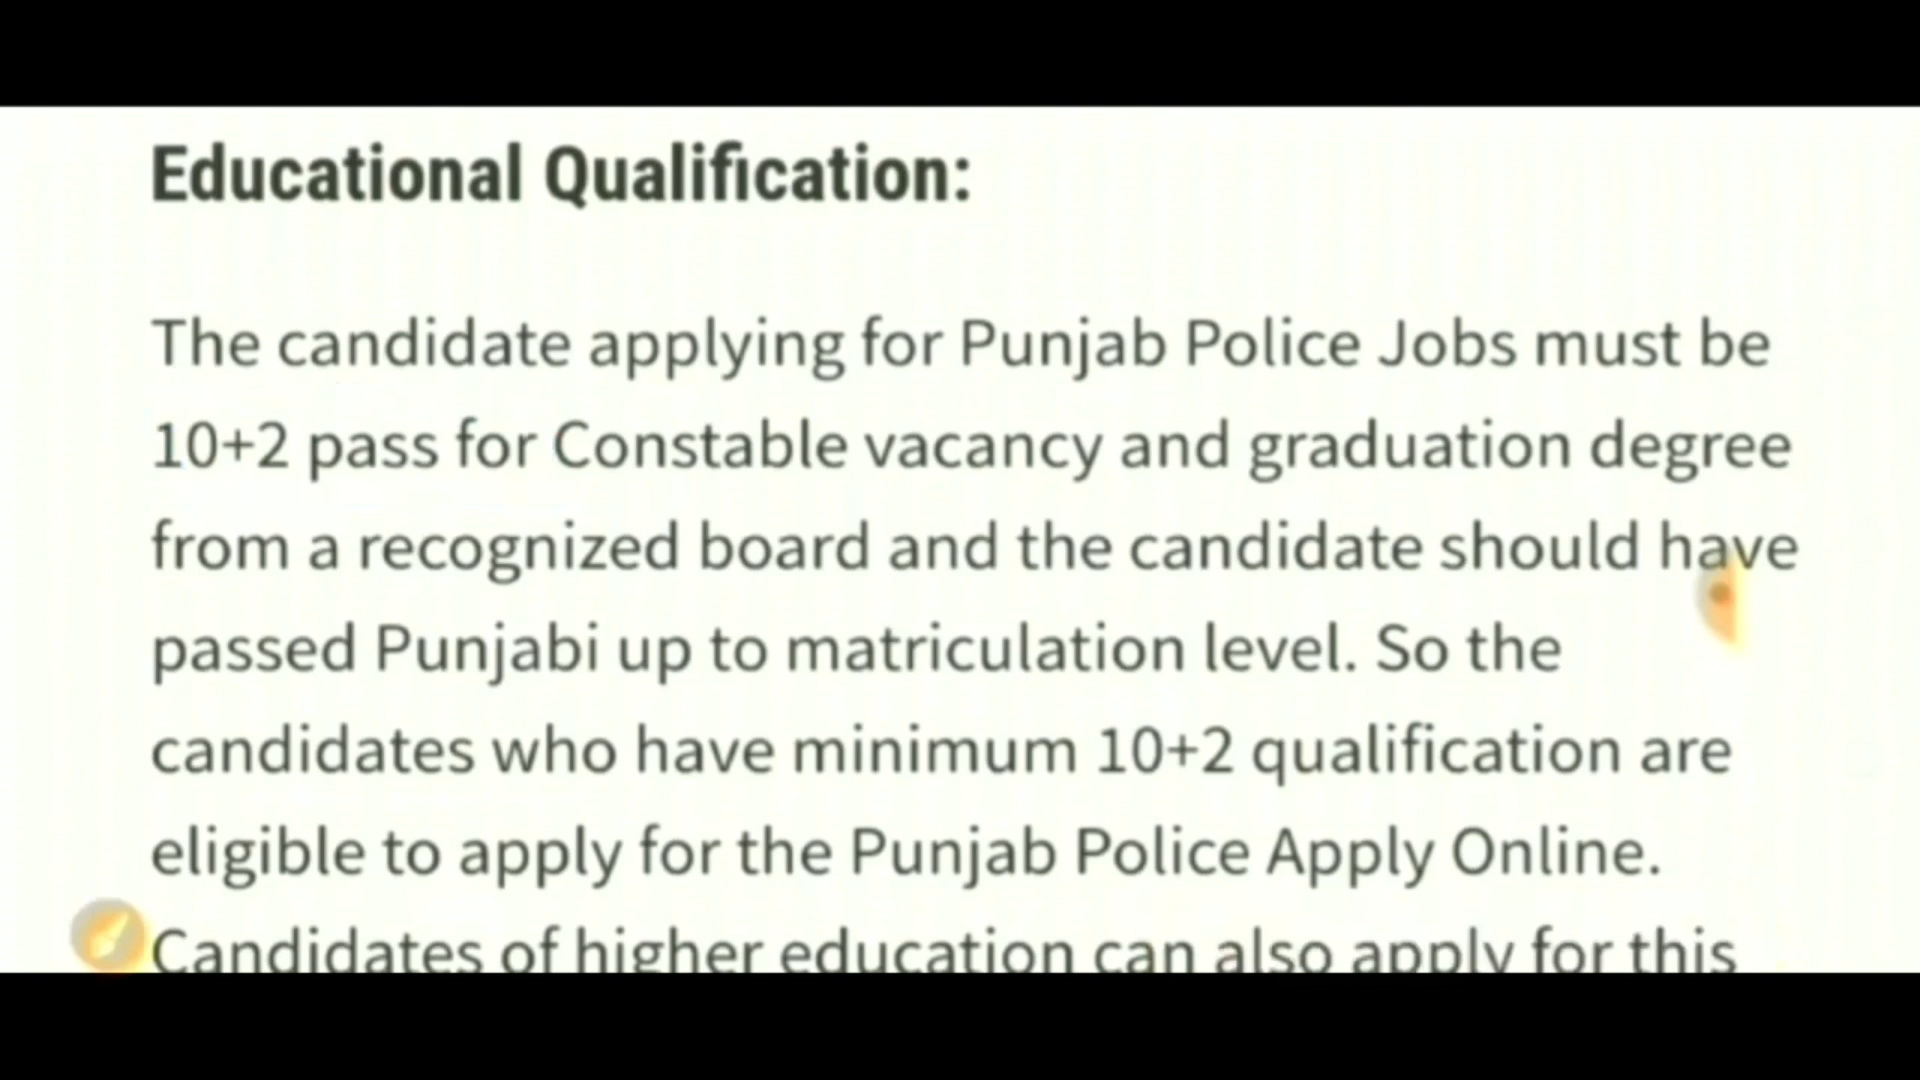 Educational Qualification:
The candidate applying for Punjab Police Jobs must be
10+2 pass for Constable vacancy and graduation degree
from a recognized board and the candidate should have
passed Punjabi up to matriculation level. So the
candidates who have minimum 10+2 qualification are
eligible to apply for the Punjab Police Apply Online.
Candidates of higher education can also apply for this